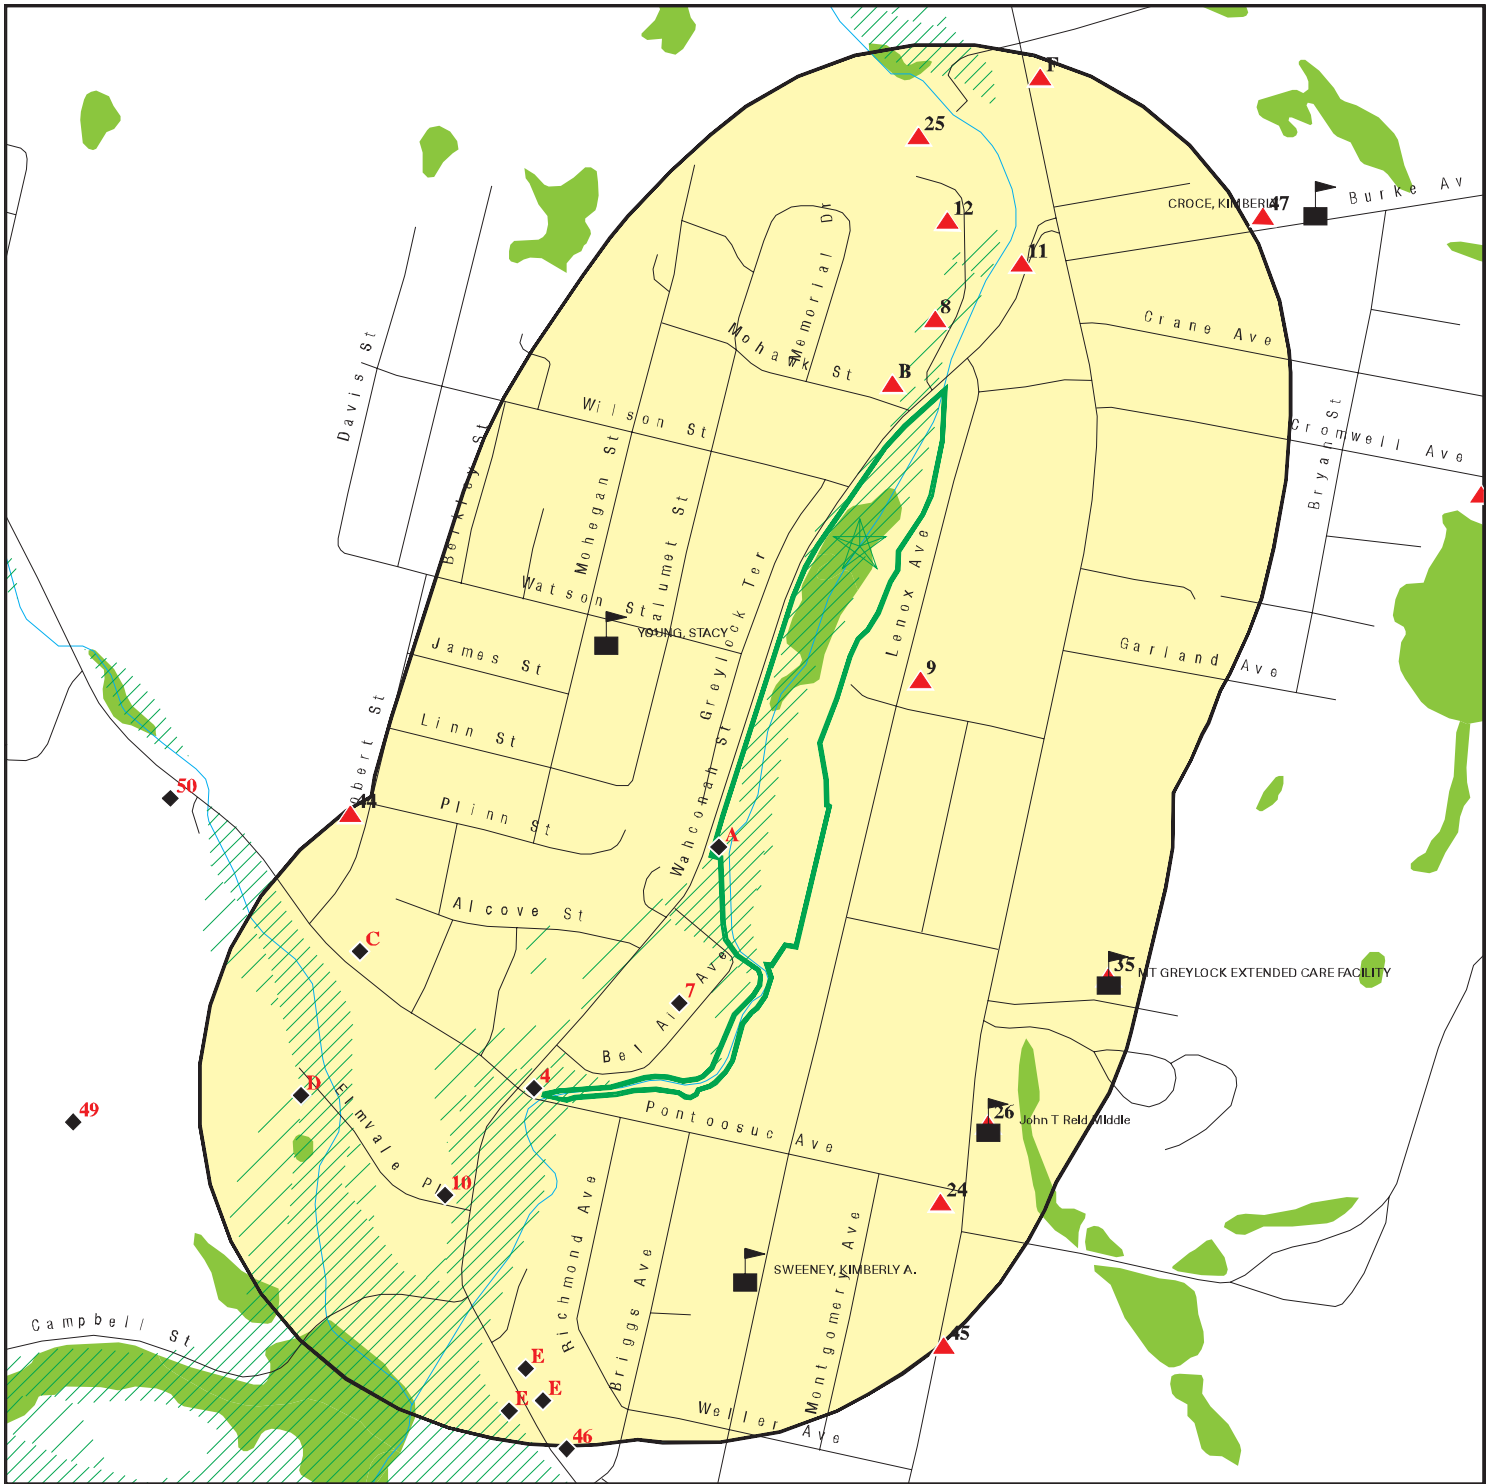 F
25
12
CROCE, KIMBERL
47
Burke Av
11
8
Memorial Dr
Mohawk St
Crane Ave
B
Davis St
Wilson St
Cromwell Ave
Bryan St
Berkley St
Mohegan St
alumet St
Watson St
YOUNG, STACY
Greylock Ter
Lenox Ave
James St
9
Garland Ave
Linn St
obert St
50
44
Plinn St
Wahconah St
A
Alcove St
C
35
MT GREYLOCK EXTENDED CARE FACILITY
7
Bel Air Ave
4
D
Elmvale Pl
49
Pontoosuc Ave
26
John T Reid Middle
10
24
Richmond Ave
Briggs Ave
Montgomery Ave
SWEENEY, KIMBERLY A.
Campbell St
45
E
E
E
Weller Ave
46